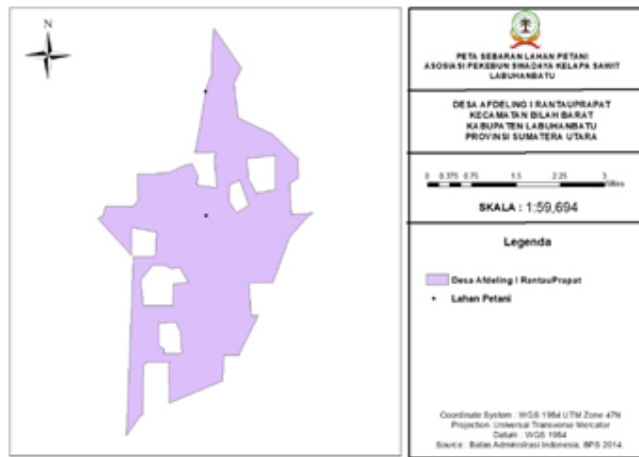 N
PETA SEBARAN LAHAN PETANI
ASOSIASI PEKEBUN SWADAYA KELAPA SAWIT
LABUHANBATU
DESA AFDELING I RANTAUPRAPAT
KECAMATAN BILAH BARAT
KABUPATEN LABUHANBATU
PROVINSI SUMATERA UTARA
0 0.375 0.75 1.5 2.25 3
Miles
SKALA : 1:59,694
Legenda
Desa Afdeling I RantauPrapat
Lahan Petani
Coordinate System : WGS 1984 UTM Zone 47N
Projection: Universal Transverse Mercator
Datum : WGS 1984
Source : Batas Administrasi Indonesia, BPS 2014.